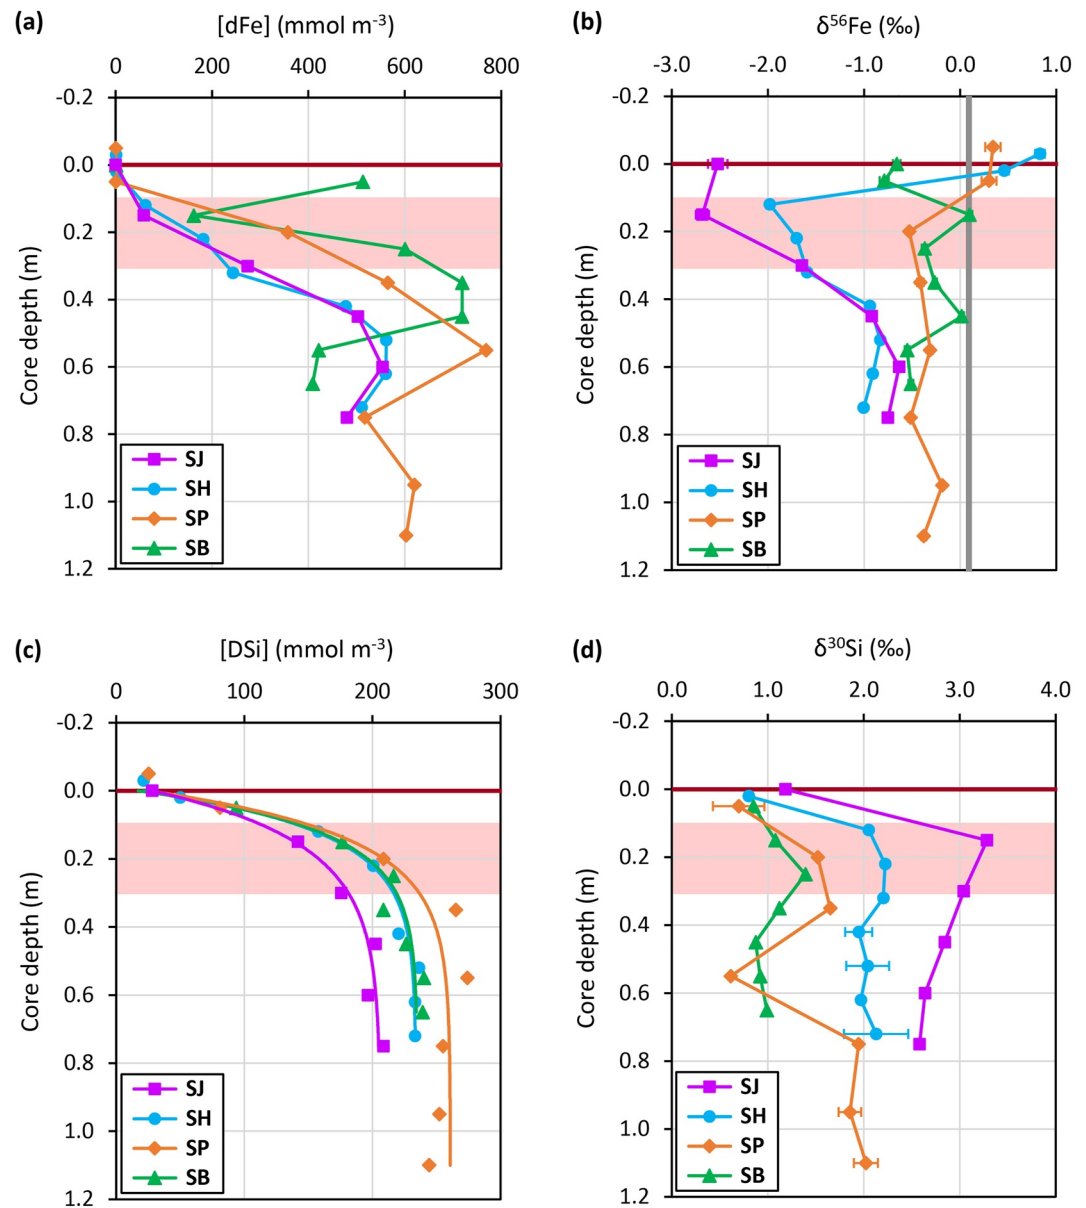 (a)
[dFe] (mmol m⁻³)
0 200 400 600 800
-0.2
0.0
0.2
0.4
0.6
0.8
1.0
1.2
Core depth (m)
SJ
SH
SP
SB
(b)
δ⁵⁶Fe (‰)
-3.0 -2.0 -1.0 0.0 1.0
-0.2
0.0
0.2
0.4
0.6
0.8
1.0
1.2
Core depth (m)
SJ
SH
SP
SB
(c)
[DSi] (mmol m⁻³)
0 100 200 300
-0.2
0.0
0.2
0.4
0.6
0.8
1.0
1.2
Core depth (m)
SJ
SH
SP
SB
(d)
δ³⁰Si (‰)
0.0 1.0 2.0 3.0 4.0
-0.2
0.0
0.2
0.4
0.6
0.8
1.0
1.2
Core depth (m)
SJ
SH
SP
SB